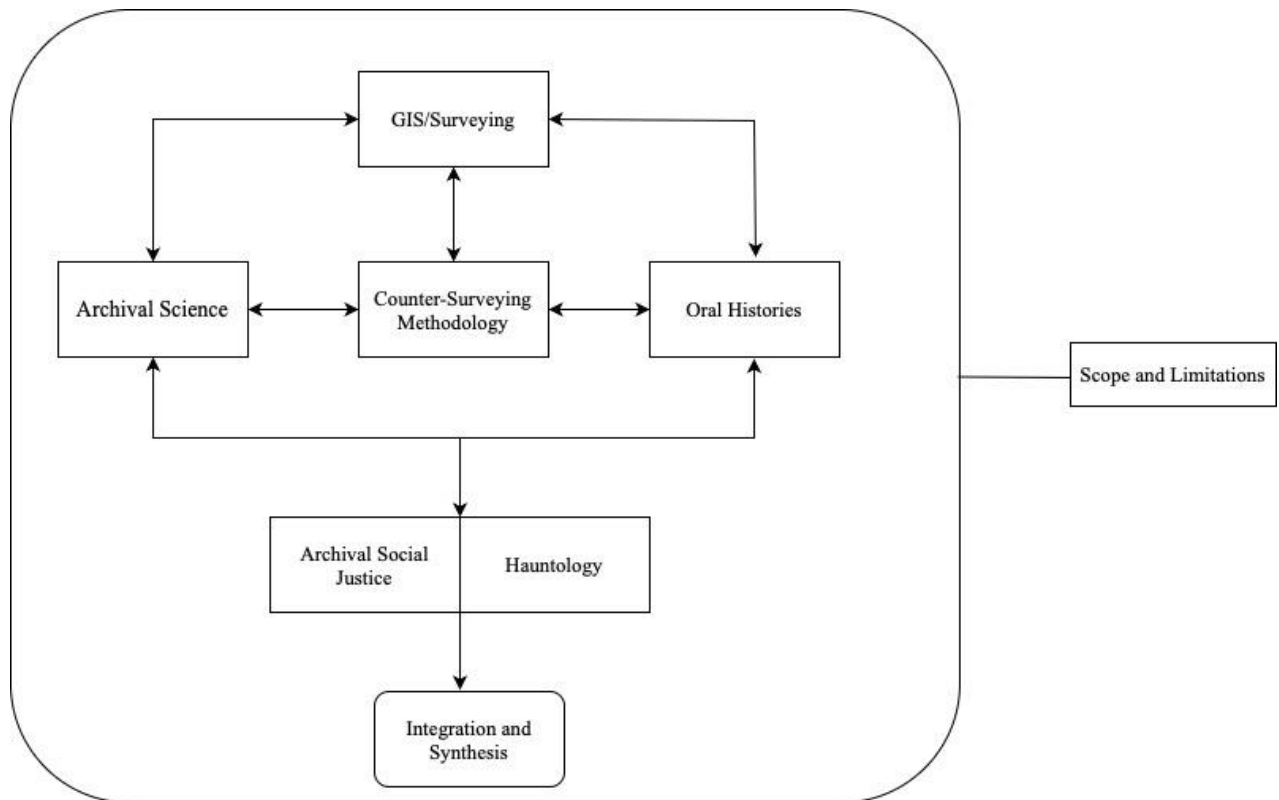 GIS/Surveying
Archival Science
Counter-Surveying
Methodology
Oral Histories
Scope and Limitations
Archival Social
Justice
Hauntology
Integration and
Synthesis